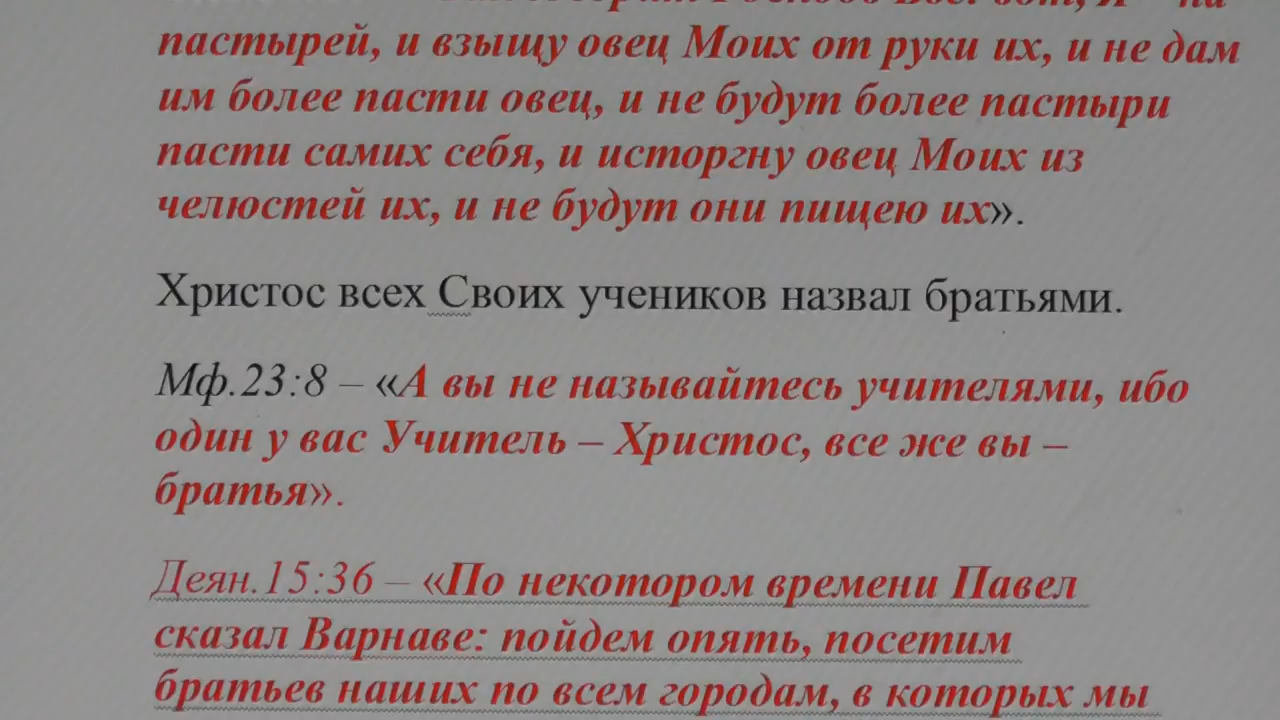 пастырей, и взыщу овец Моих от руки их, и не дам
им более пасти овец, и не будут более пастыри
пасти самих себя, и исторгну овец Моих из
челюстей их, и не будут они пищею их».
Христос всех Своих учеников назвал братьями.
Мф.23:8 – «А вы не называйтесь учителями, ибо
один у вас Учитель – Христос, все же вы –
братья».
Деян.15:36 – «По некотором времени Павел
сказал Варнаве: пойдем опять, посетим
братьев наших по всем городам, в которых мы